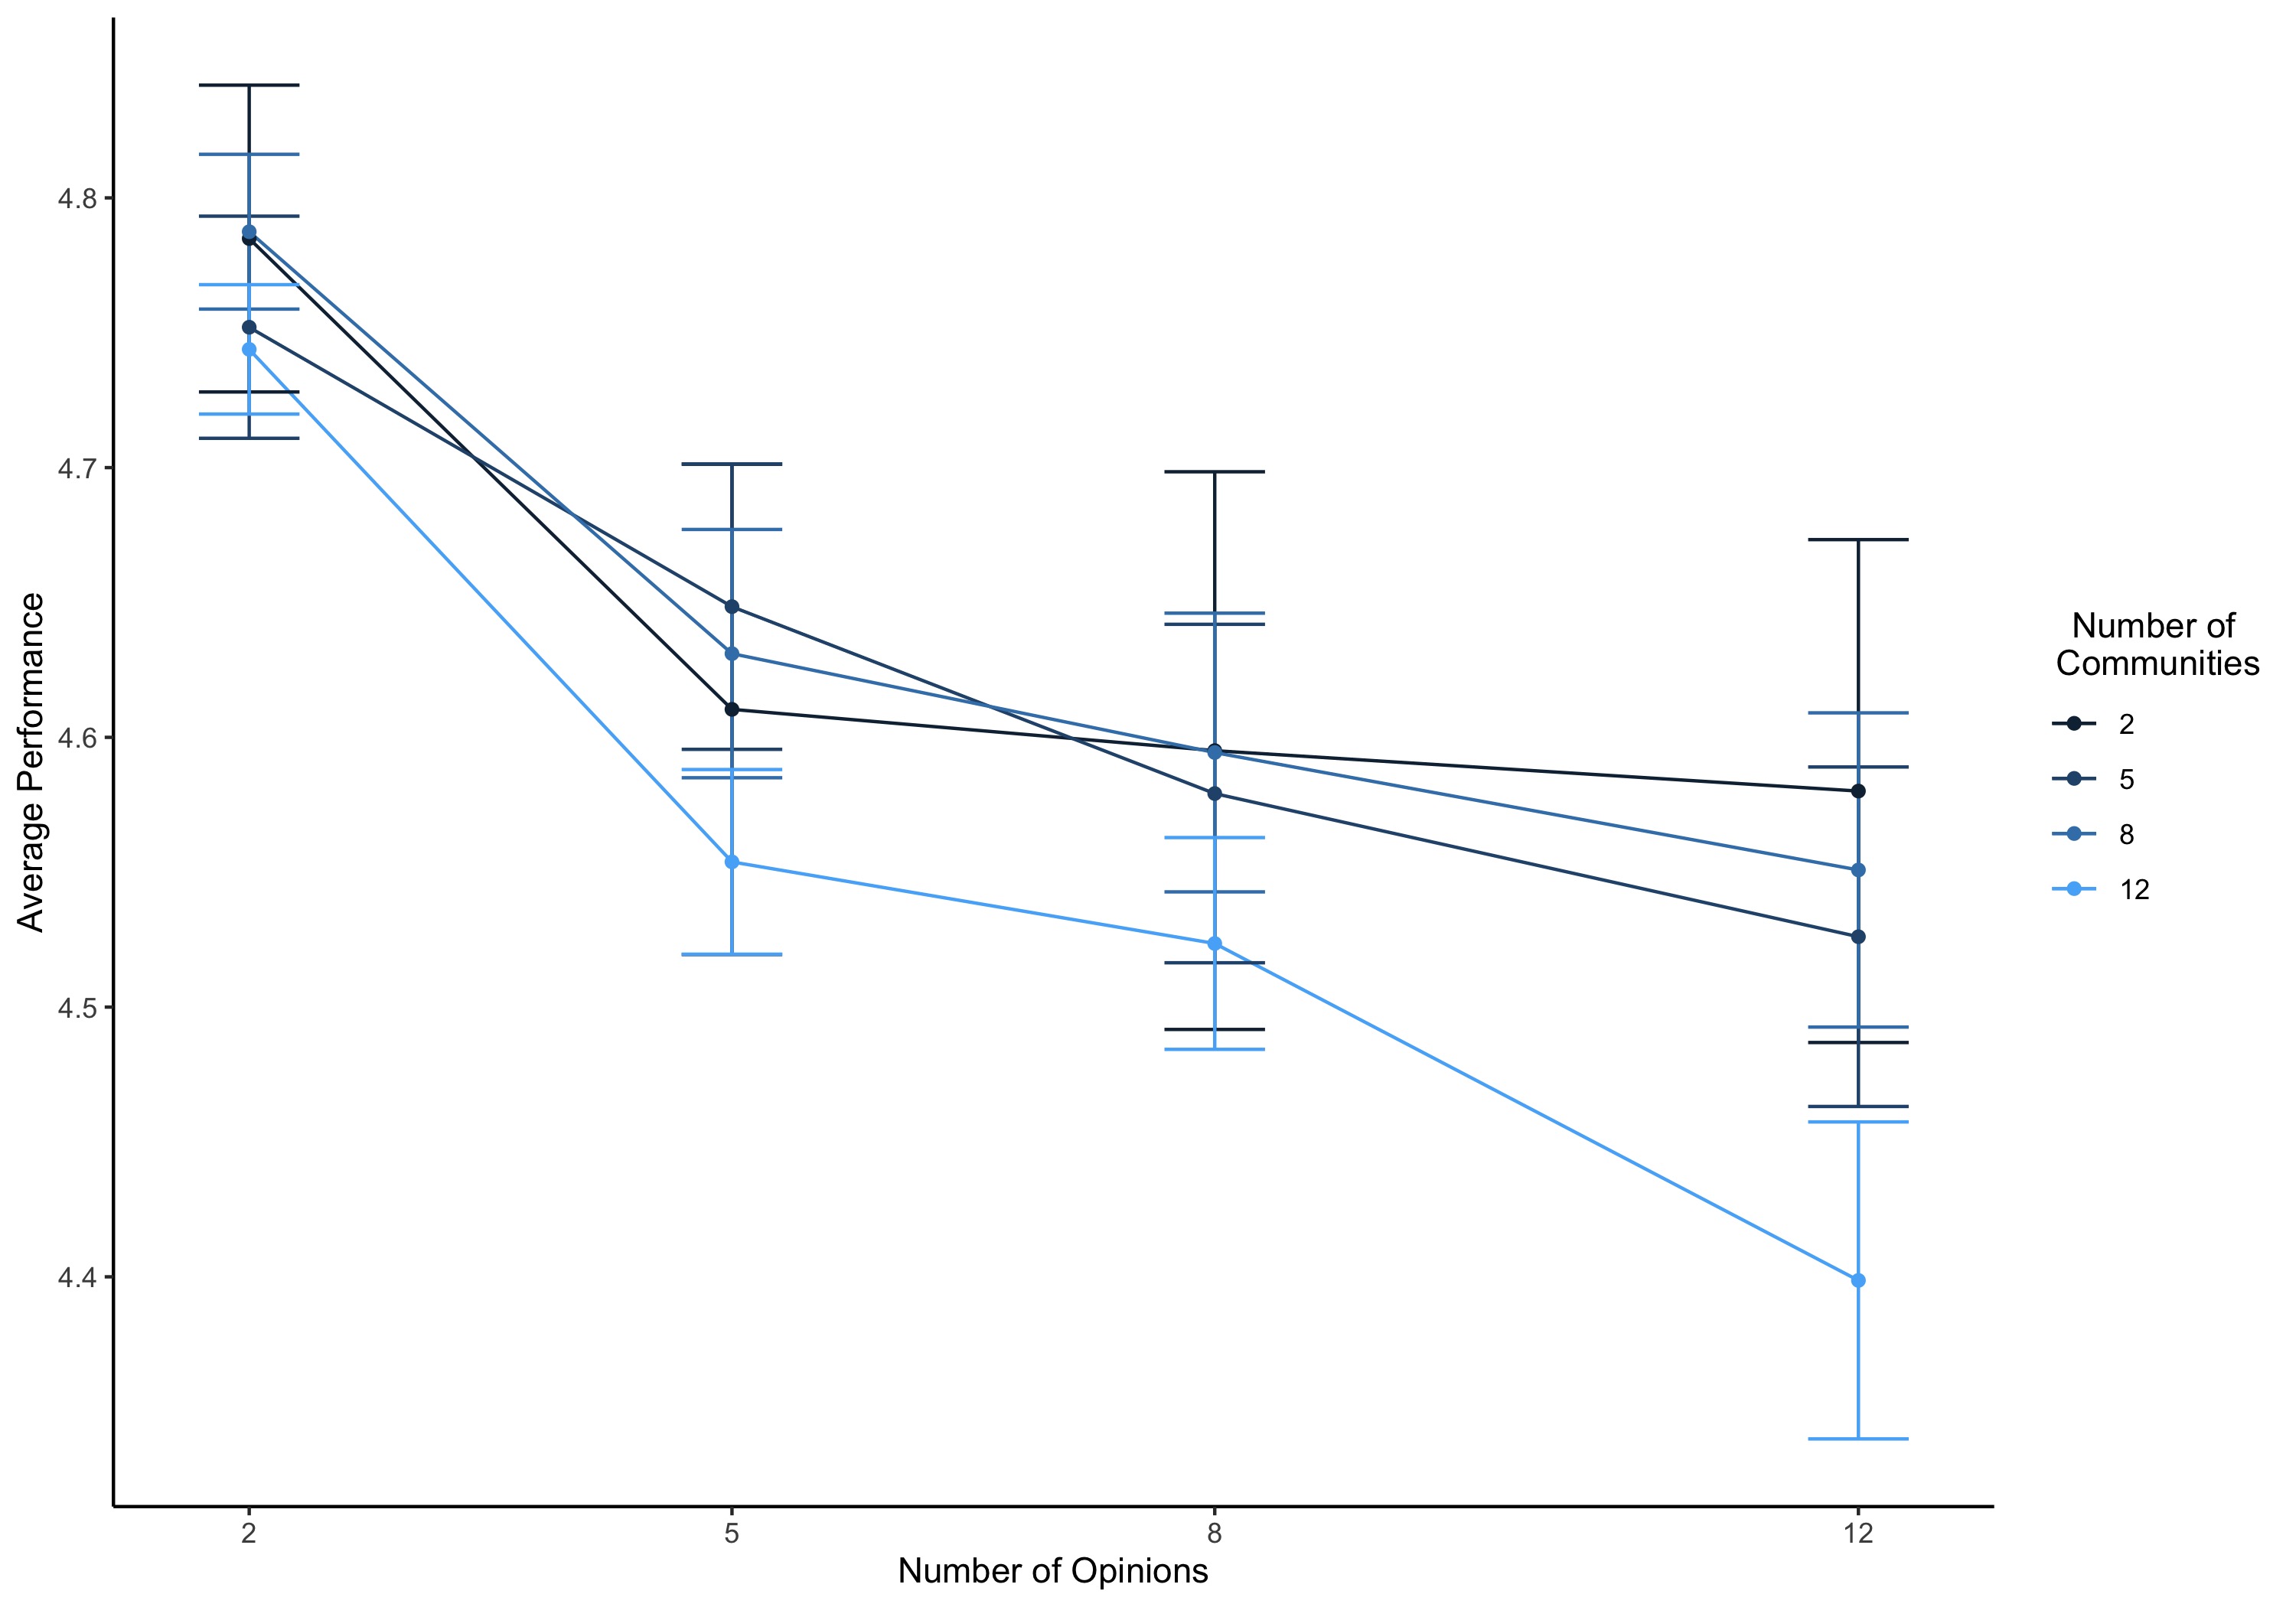 4.8
4.7
4.6
4.5
4.4
Average Performance
2 5 8 12
Number of Opinions
Number of
Communities
2
5
8
12